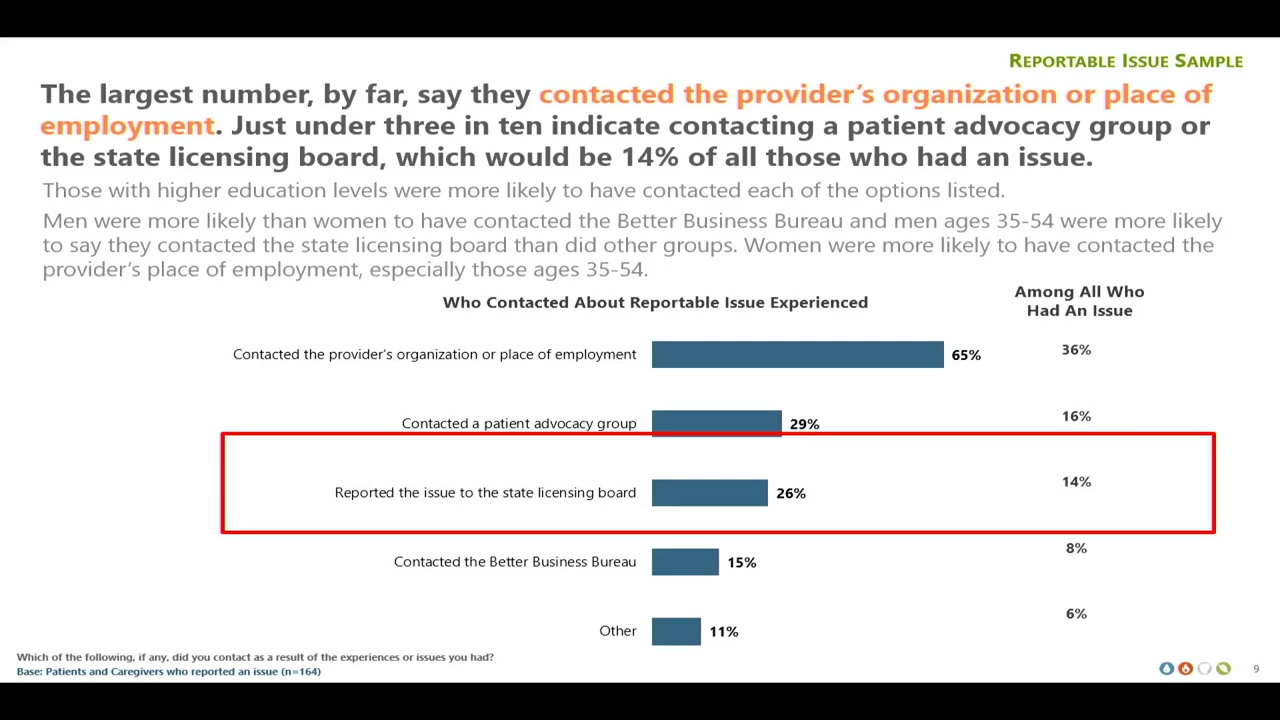 REPORTABLE ISSUE SAMPLE
The largest number, by far, say they contacted the provider's organization or place of
employment. Just under three in ten indicate contacting a patient advocacy group or
the state licensing board, which would be 14% of all those who had an issue.
Those with higher education levels were more likely to have contacted each of the options listed.
Men were more likely than women to have contacted the Better Business Bureau and men ages 35-54 were more likely
to say they contacted the state licensing board than did other groups. Women were more likely to have contacted the
provider's place of employment, especially those ages 35-54.
Who Contacted About Reportable Issue Experienced
Among All Who
Had An Issue
Contacted the provider's organization or place of employment 65% 36%
Contacted a patient advocacy group 29% 16%
Reported the issue to the state licensing board 26% 14%
Contacted the Better Business Bureau 15% 8%
Other 11% 6%
Which of the following, if any, did you contact as a result of the experiences or issues you had?
Base: Patients and Caregivers who reported an issue (n=164)
9